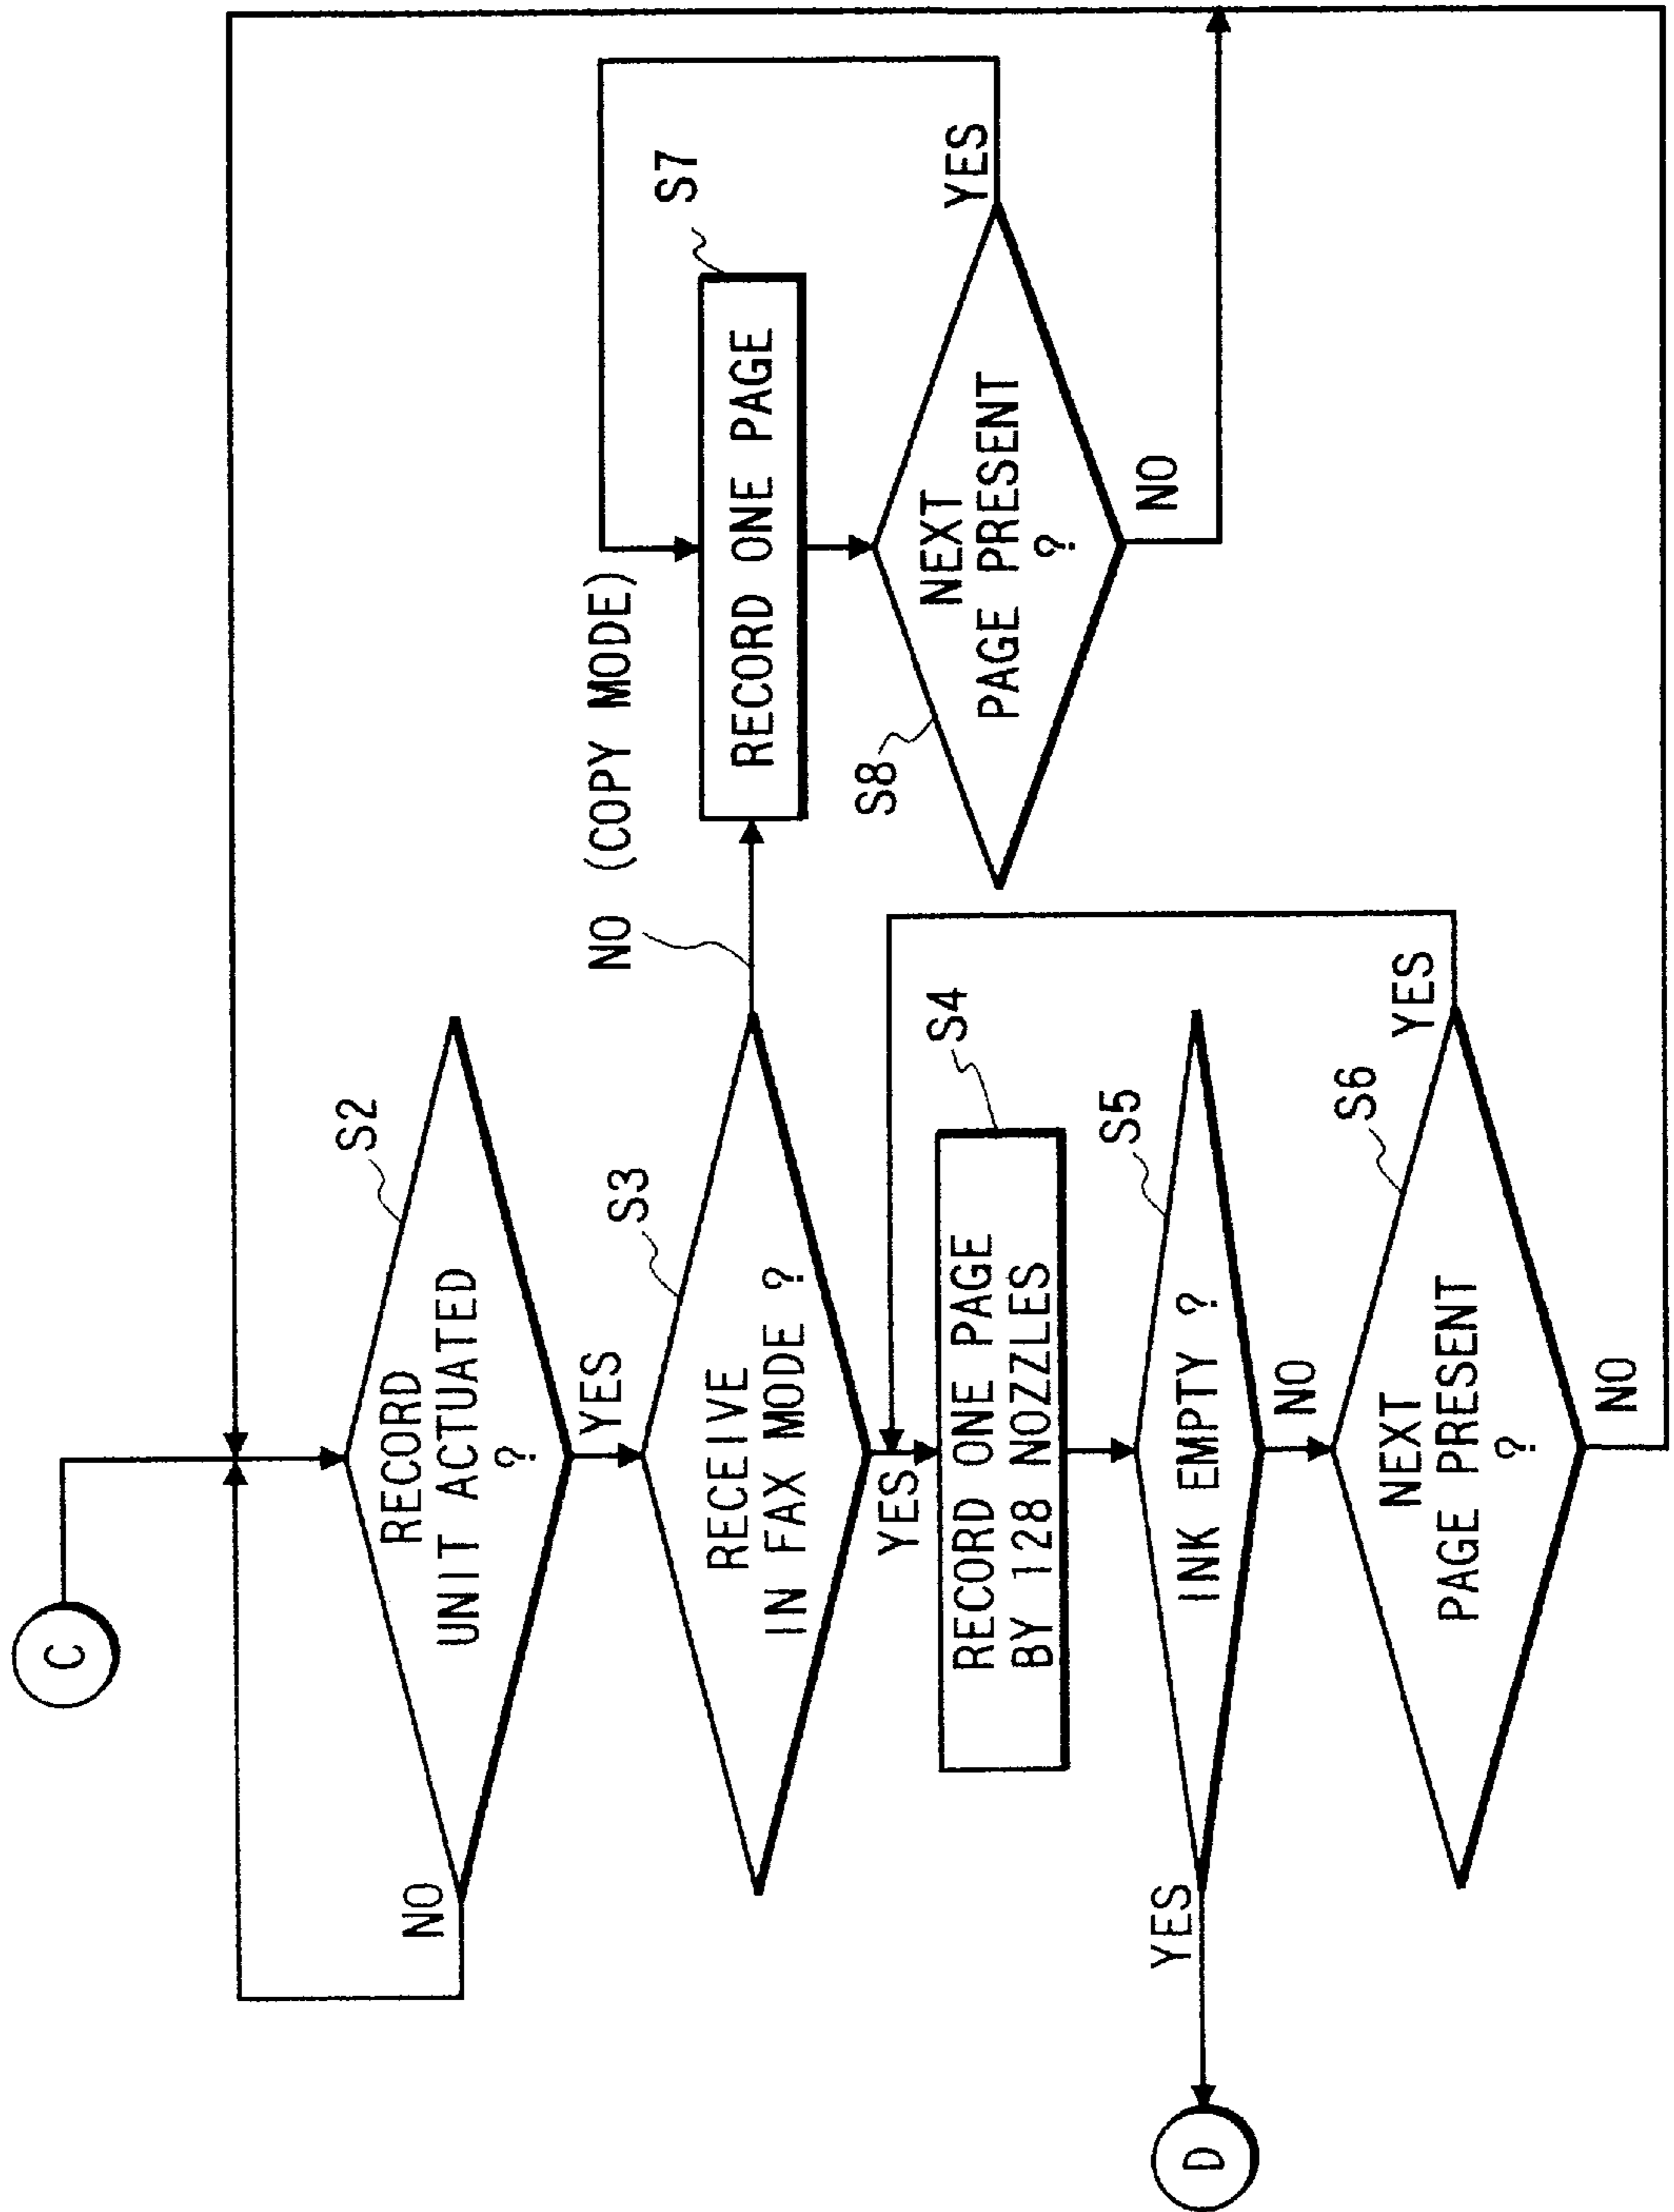 C
S2
RECORD
UNIT ACTUATED
?
NO
YES
S3
RECEIVE
IN FAX MODE ?
NO (COPY MODE)
YES
S7
RECORD ONE PAGE
S8
NEXT
PAGE PRESENT
?
YES
NO
S4
RECORD ONE PAGE
BY 128 NOZZLES
S5
INK EMPTY ?
YES
D
NO
S6
NEXT
PAGE PRESENT
?
YES
NO